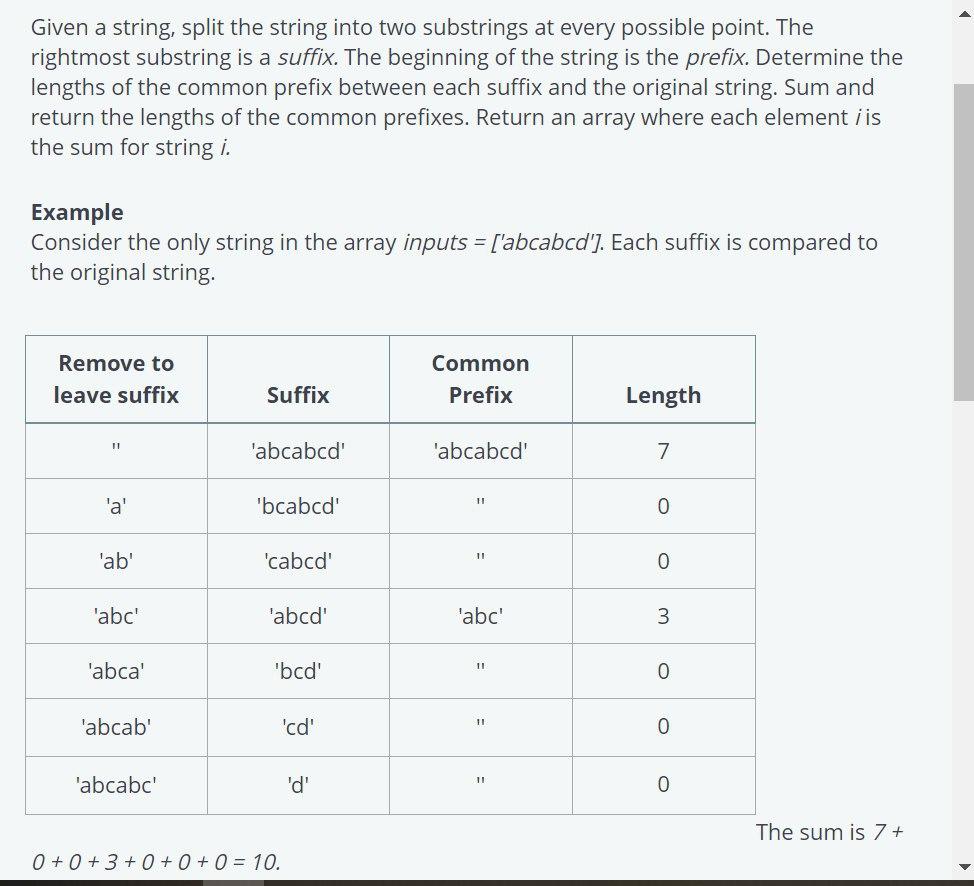 Given a string, split the string into two substrings at every possible point. The
rightmost substring is a suffix. The beginning of the string is the prefix. Determine the
lengths of the common prefix between each suffix and the original string. Sum and
return the lengths of the common prefixes. Return an array where each element i is
the sum for string i.
Example
Consider the only string in the array inputs = ['abcabcd']. Each suffix is compared to
the original string.
Remove to leave suffix Suffix Common Prefix Length
'' 'abcabcd' 'abcabcd' 7
'a' 'bcabcd' '' 0
'ab' 'cabcd' '' 0
'abc' 'abcd' 'abc' 3
'abca' 'bcd' '' 0
'abcab' 'cd' '' 0
'abcabc' 'd' '' 0
The sum is 7 +
0 + 0 + 3 + 0 + 0 + 0 = 10.